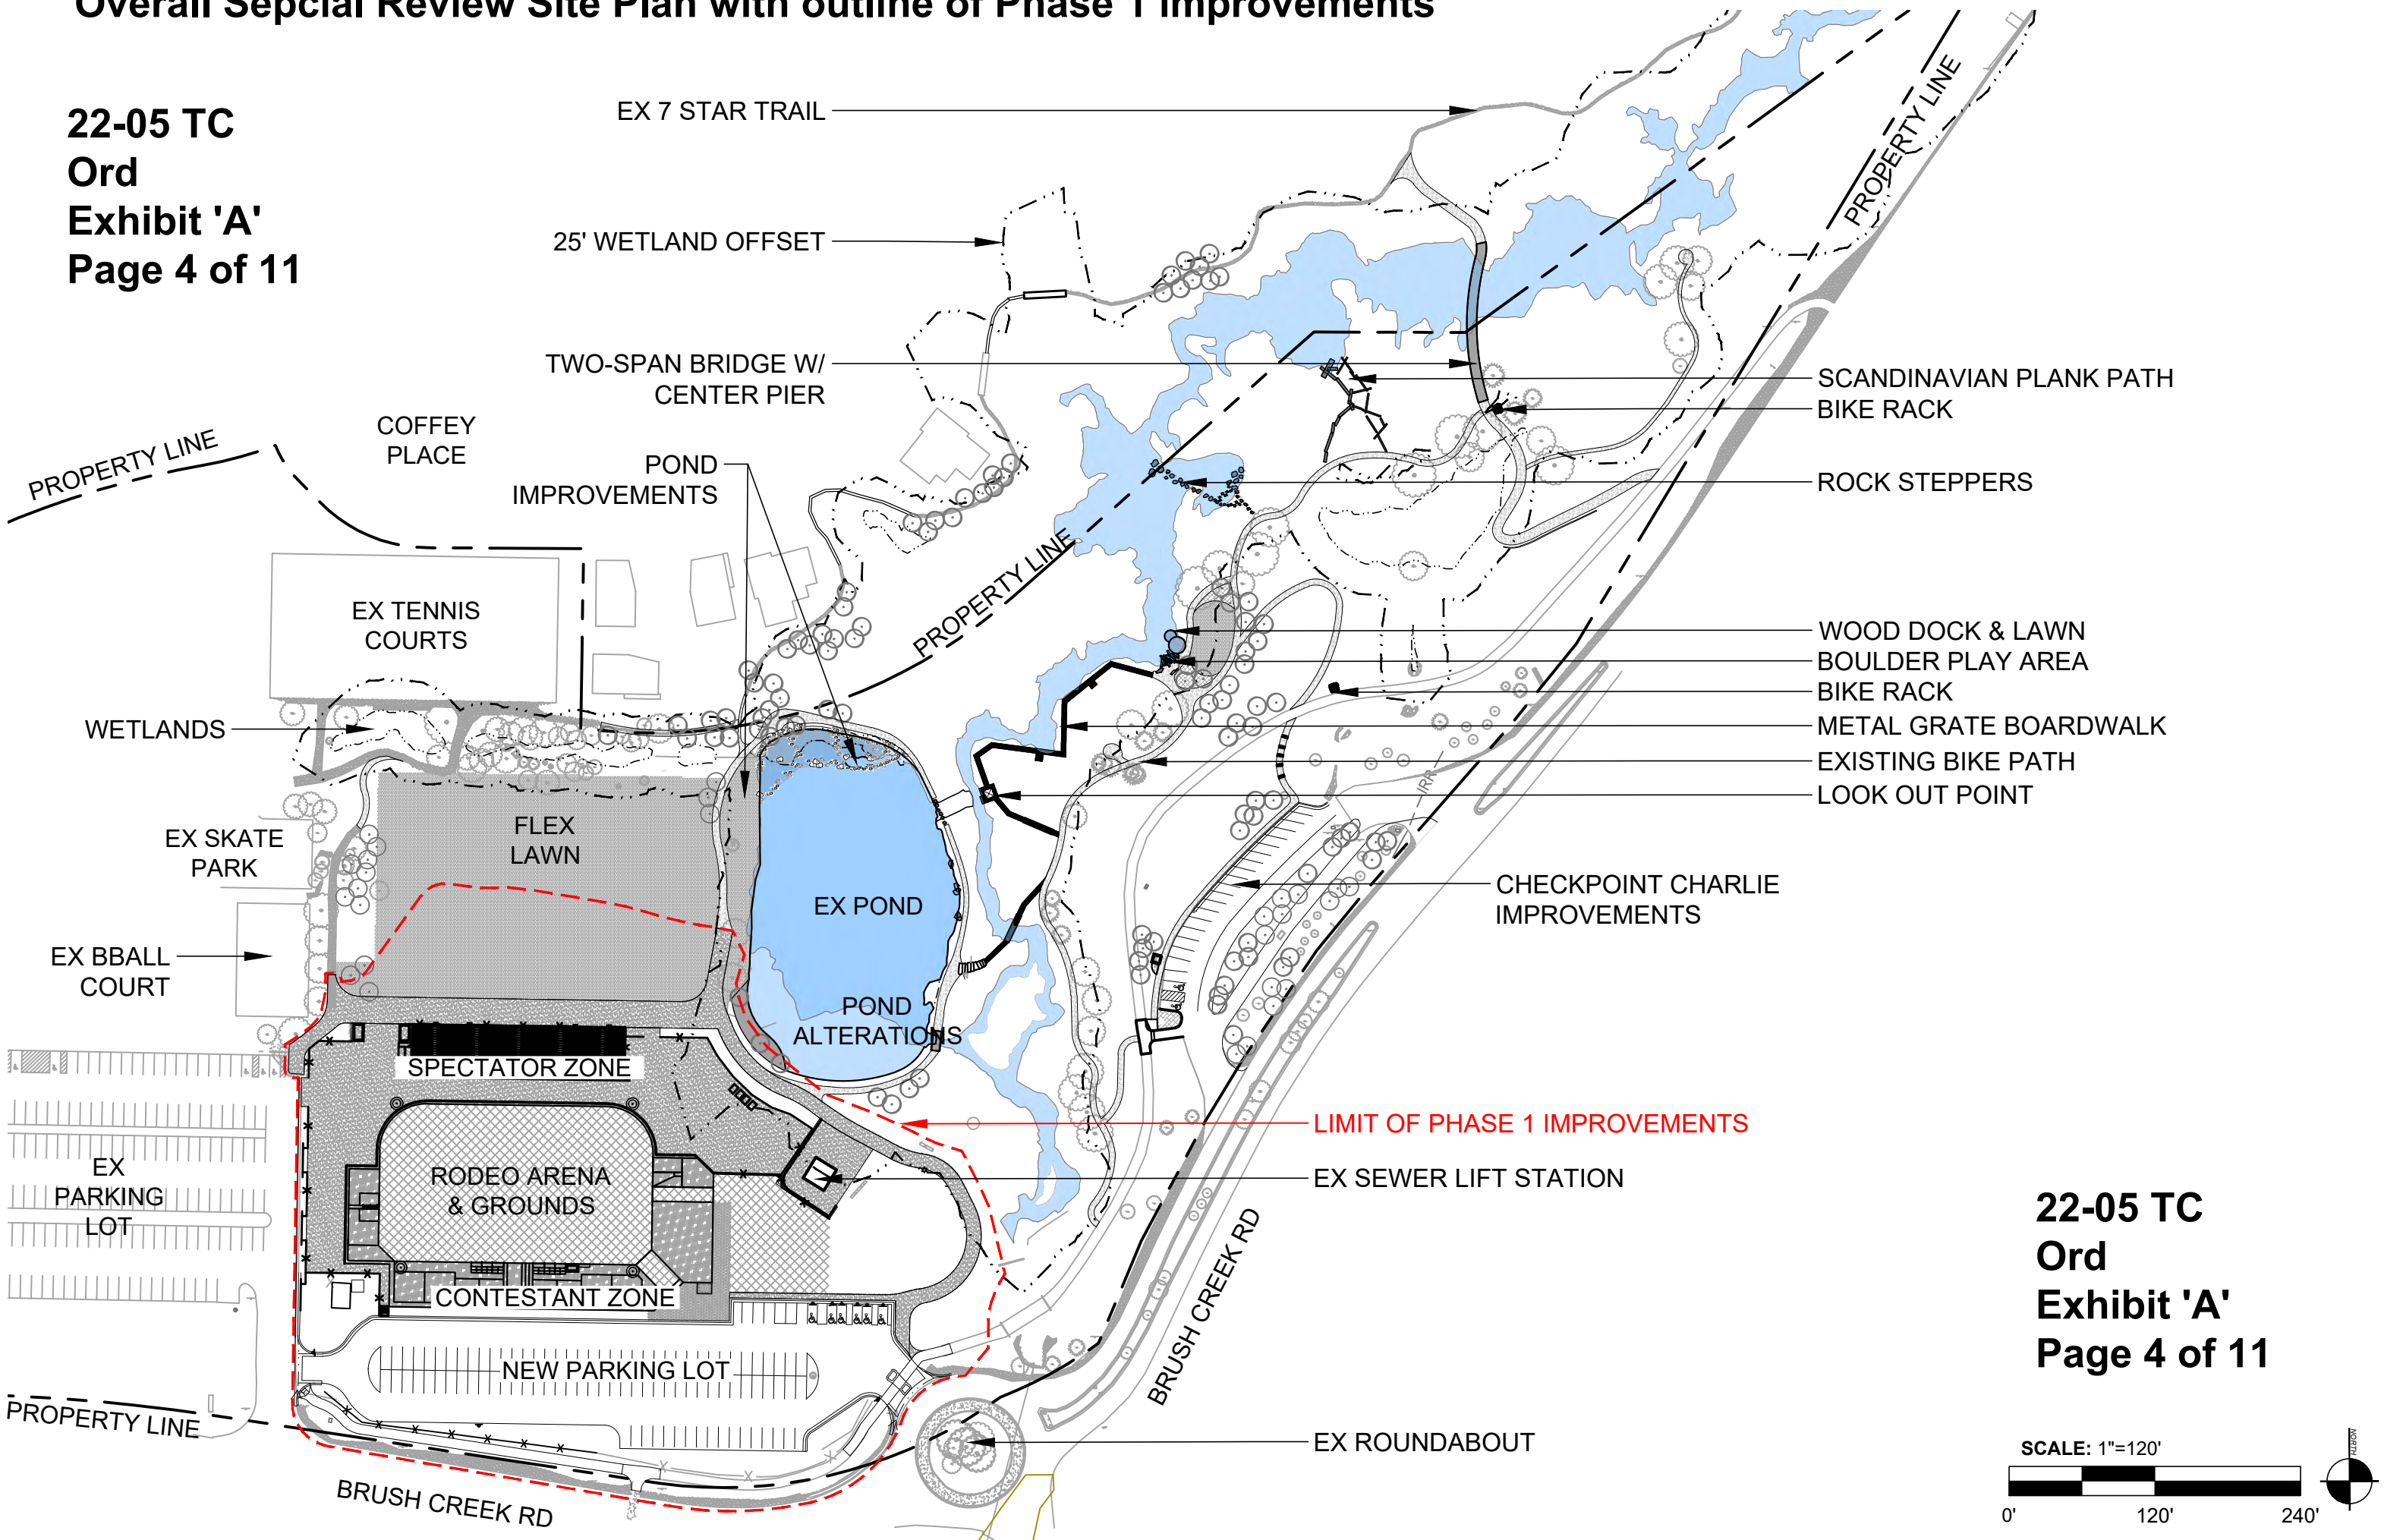 Overall Sepcial Review Site Plan with outline of Phase 1 improvements
22-05 TC
Ord
Exhibit 'A'
Page 4 of 11
EX 7 STAR TRAIL
25' WETLAND OFFSET
TWO-SPAN BRIDGE W/
CENTER PIER
COFFEY
PLACE
PROPERTY LINE
POND
IMPROVEMENTS
PROPERTY LINE
PROPERTY LINE
SCANDINAVIAN PLANK PATH
BIKE RACK
ROCK STEPPERS
EX TENNIS
COURTS
WETLANDS
WOOD DOCK & LAWN
BOULDER PLAY AREA
BIKE RACK
METAL GRATE BOARDWALK
EXISTING BIKE PATH
LOOK OUT POINT
IRR
EX SKATE
PARK
FLEX
LAWN
EX POND
CHECKPOINT CHARLIE
IMPROVEMENTS
EX BBALL
COURT
POND
ALTERATIONS
SPECTATOR ZONE
LIMIT OF PHASE 1 IMPROVEMENTS
EX
PARKING
LOT
RODEO ARENA
& GROUNDS
EX SEWER LIFT STATION
CONTESTANT ZONE
NEW PARKING LOT
BRUSH CREEK RD
PROPERTY LINE
EX ROUNDABOUT
BRUSH CREEK RD
22-05 TC
Ord
Exhibit 'A'
Page 4 of 11
SCALE: 1"=120'
NORTH
0' 120' 240'